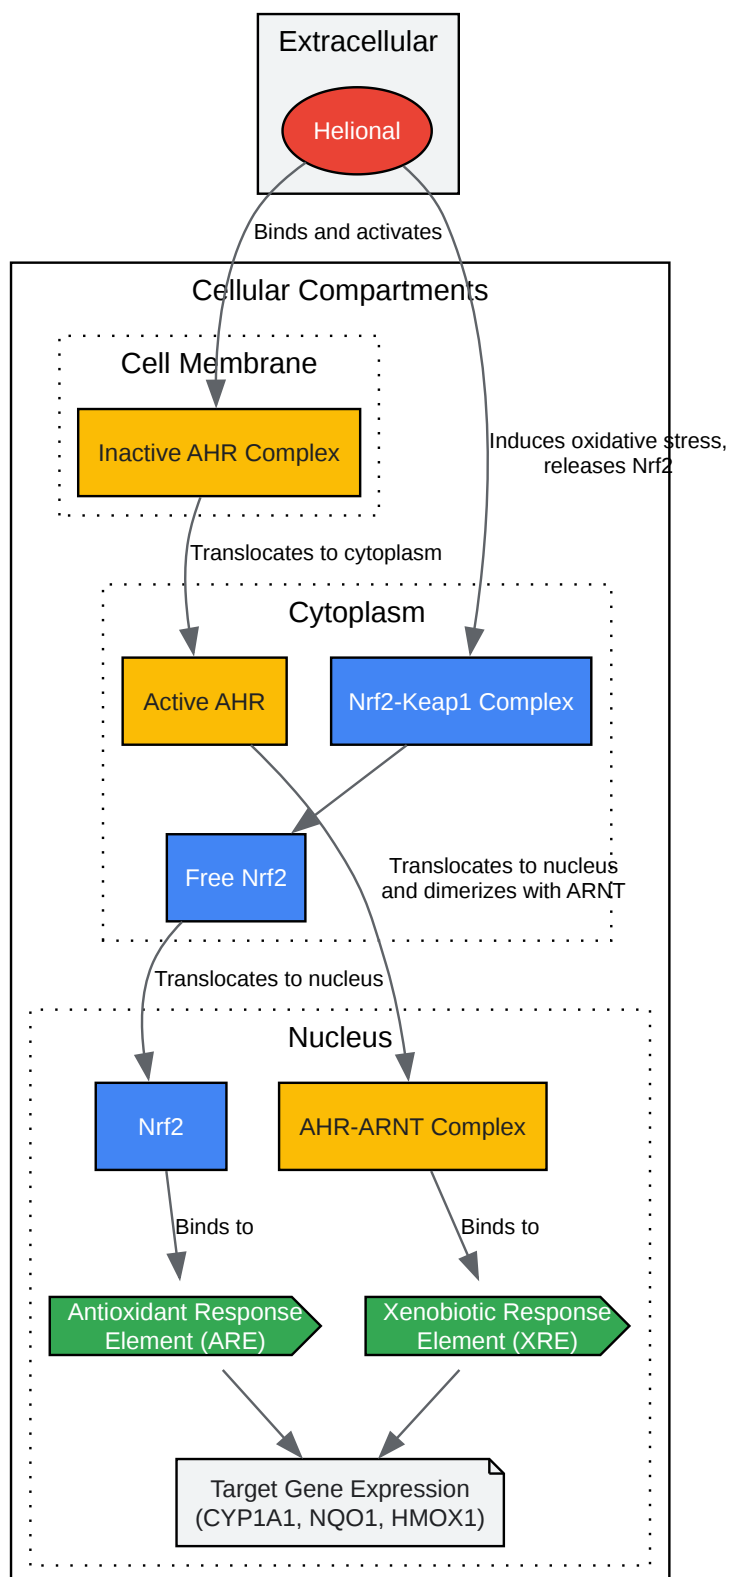 Extracellular
Helional
Binds and activates
Cellular Compartments
Cell Membrane
Inactive AHR Complex
Induces oxidative stress,
releases Nrf2
Translocates to cytoplasm
Cytoplasm
Active AHR
Nrf2-Keap1 Complex
Free Nrf2
Translocates to nucleus
and dimerizes with ARNT
Translocates to nucleus
Nucleus
Nrf2
AHR-ARNT Complex
Binds to
Binds to
Antioxidant Response
Element (ARE)
Xenobiotic Response
Element (XRE)
Target Gene Expression
(CYP1A1, NQO1, HMOX1)